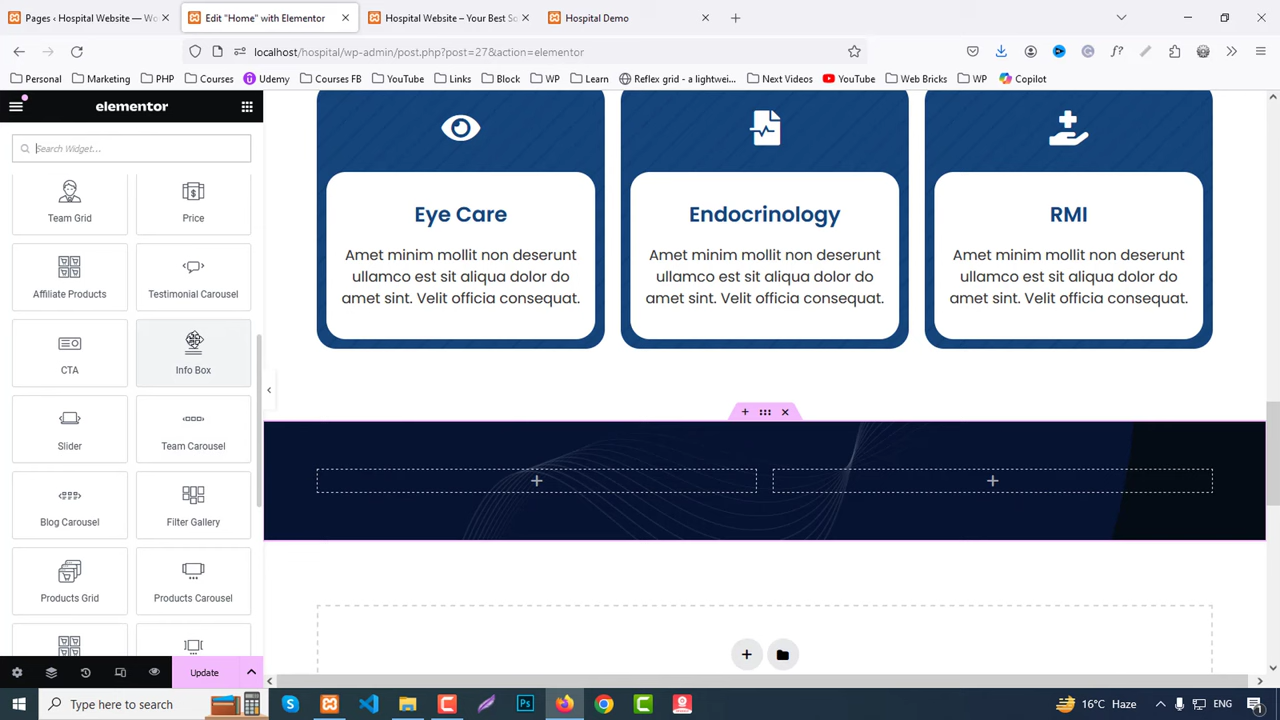 Pages ‹ Hospital Website — Wo
Edit "Home" with Elementor
Hospital Website – Your Best So
Hospital Demo
localhost/hospital/wp-admin/post.php?post=27&action=elementor
Personal
Marketing
PHP
Courses
Udemy
Courses FB
YouTube
Links
Block
WP
Learn
Reflex grid - a lightwei...
Next Videos
YouTube
Web Bricks
WP
Copilot
elementor
Search Widget...
Team Grid
Price
Affiliate Products
Testimonial Carousel
CTA
Info Box
Slider
Team Carousel
Blog Carousel
Filter Gallery
Products Grid
Products Carousel
Update
Eye Care
Amet minim mollit non deserunt
ullamco est sit aliqua dolor do
amet sint. Velit officia consequat.
Endocrinology
Amet minim mollit non deserunt
ullamco est sit aliqua dolor do
amet sint. Velit officia consequat.
RMI
Amet minim mollit non deserunt
ullamco est sit aliqua dolor do
amet sint. Velit officia consequat.
Type here to search
16°C Haze
ENG